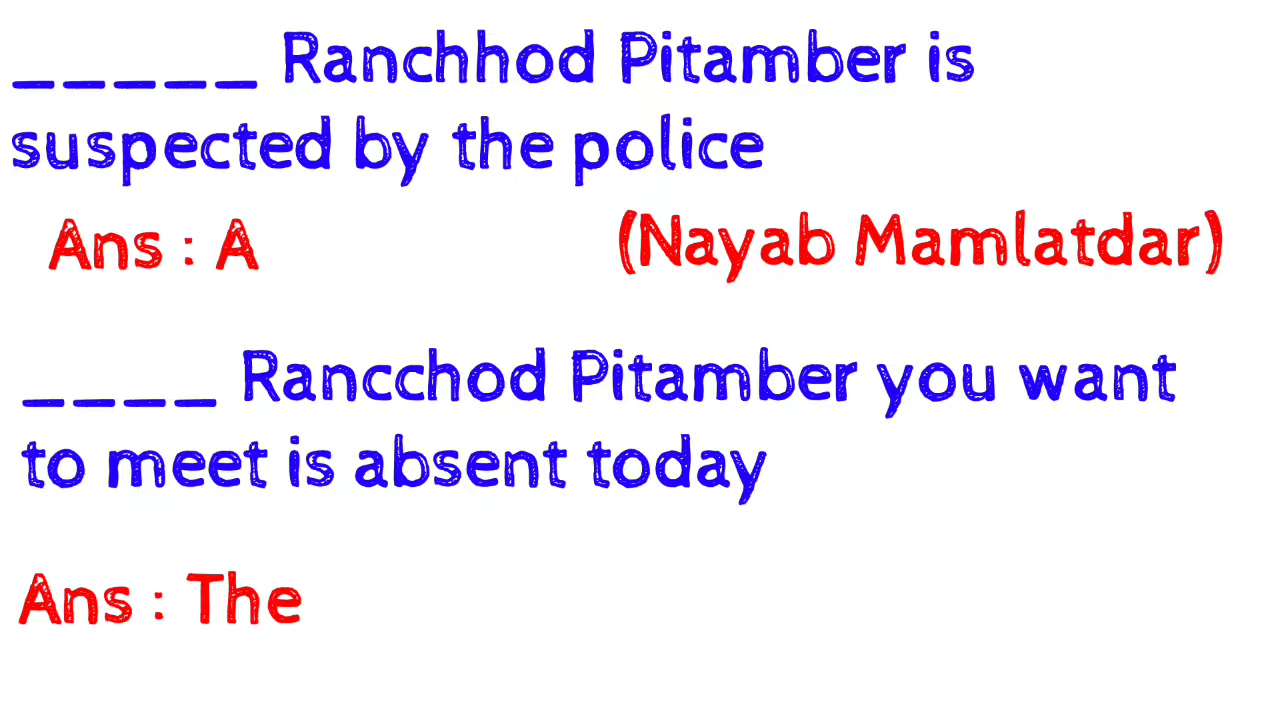 _____ Ranchhod Pitamber is
suspected by the police
Ans : A (Nayab Mamlatdar)
____ Rancchod Pitamber you want
to meet is absent today
Ans : The